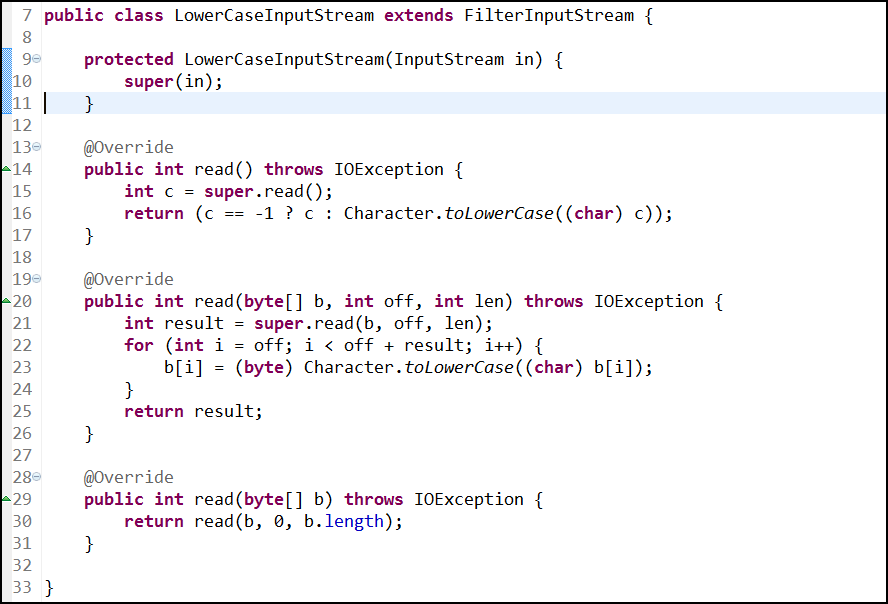 7 public class LowerCaseInputStream extends FilterInputStream {
8
9     protected LowerCaseInputStream(InputStream in) {
10         super(in);
11     }
12
13     @Override
14     public int read() throws IOException {
15         int c = super.read();
16         return (c == -1 ? c : Character.toLowerCase((char) c));
17     }
18
19     @Override
20     public int read(byte[] b, int off, int len) throws IOException {
21         int result = super.read(b, off, len);
22         for (int i = off; i < off + result; i++) {
23             b[i] = (byte) Character.toLowerCase((char) b[i]);
24         }
25         return result;
26     }
27
28     @Override
29     public int read(byte[] b) throws IOException {
30         return read(b, 0, b.length);
31     }
32
33 }